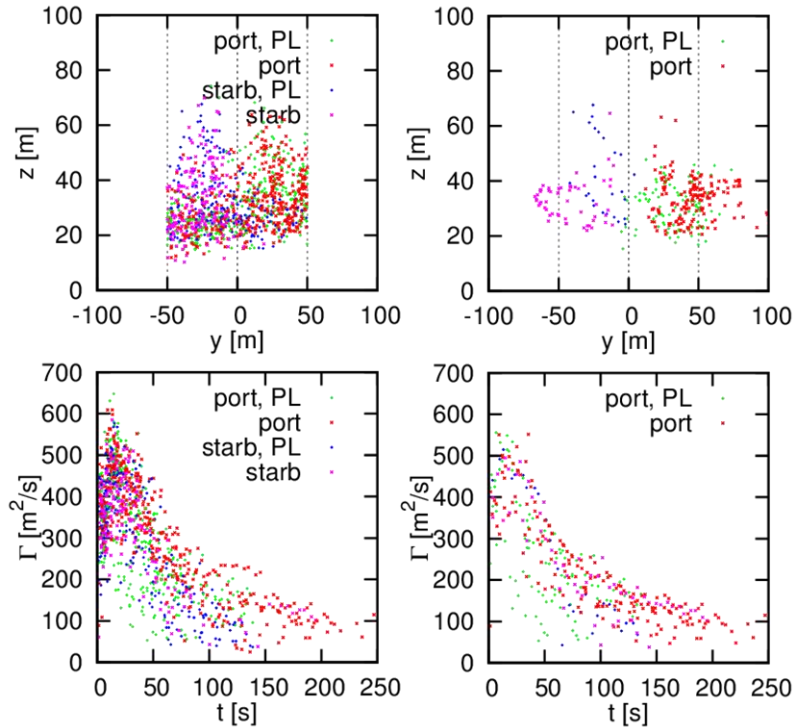 100
80
60
40
20
0
z [m]
port, PL
port
starb, PL
starb
-100 -50 0 50 100
y [m]
100
80
60
40
20
0
z [m]
port, PL
port
-100 -50 0 50 100
y [m]
700
600
500
400
300
200
100
0
Γ [m²/s]
port, PL
port
starb, PL
starb
0 50 100 150 200 250
t [s]
700
600
500
400
300
200
100
0
Γ [m²/s]
port, PL
port
0 50 100 150 200 250
t [s]